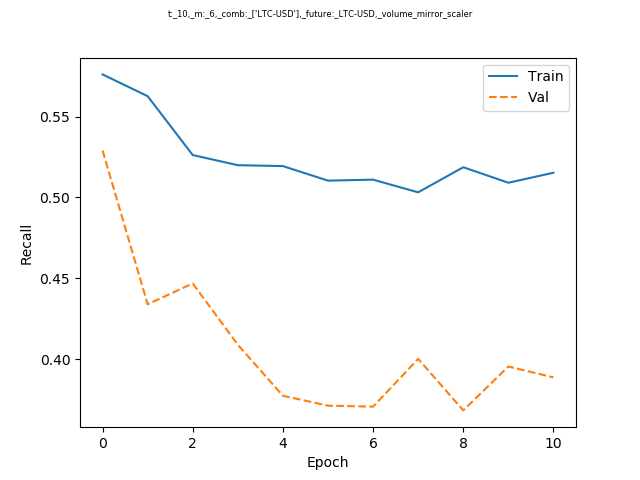 t:_10,_m:_6,_comb:_['LTC-USD'],_future:_LTC-USD,_volume_mirror_scaler
Train
Val
0.55
0.50
0.45
0.40
Recall
0 2 4 6 8 10
Epoch